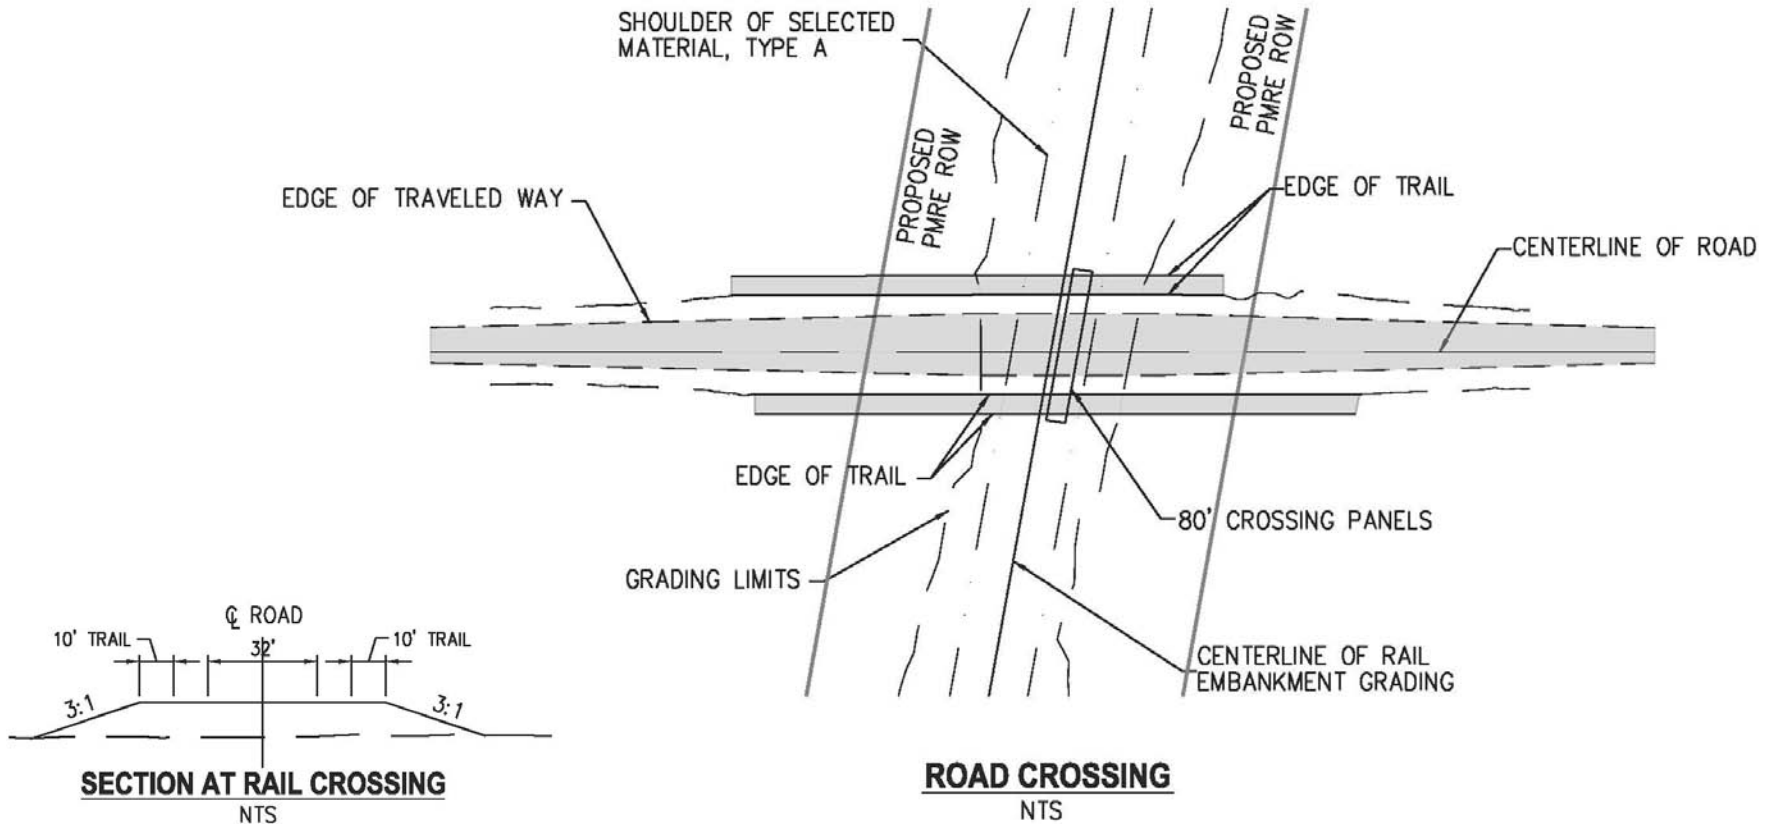 SHOULDER OF SELECTED
MATERIAL, TYPE A
PROPOSED
PMRE ROW
PROPOSED
PMRE ROW
EDGE OF TRAVELED WAY
EDGE OF TRAIL
CENTERLINE OF ROAD
EDGE OF TRAIL
80' CROSSING PANELS
GRADING LIMITS
CENTERLINE OF RAIL
EMBANKMENT GRADING
℄ ROAD
10' TRAIL
32'
10' TRAIL
3:1
3:1
SECTION AT RAIL CROSSING
NTS
ROAD CROSSING
NTS